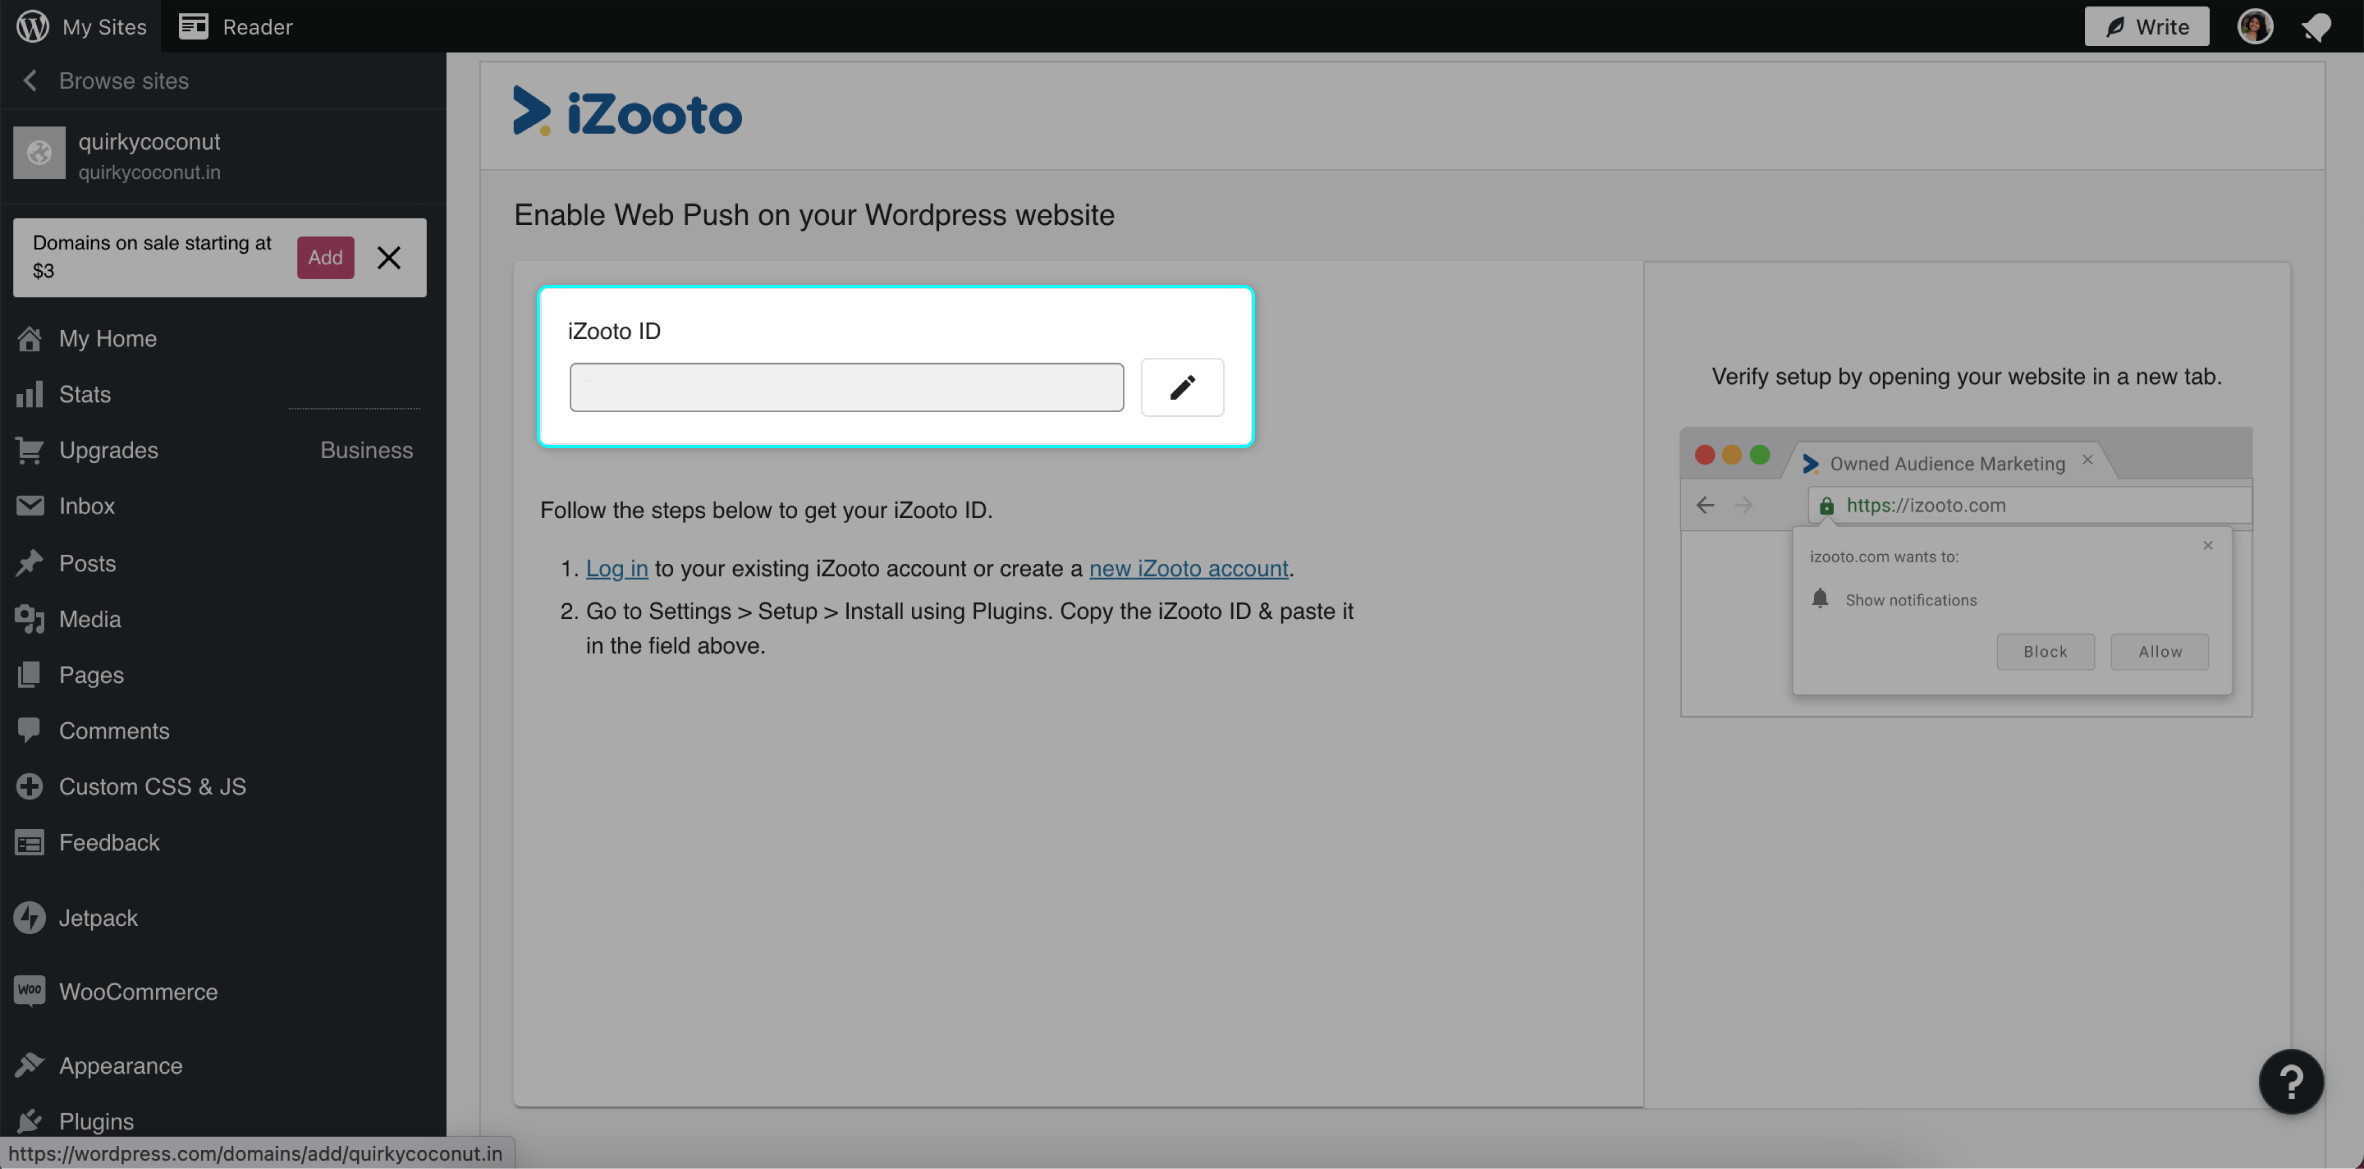 My Sites
Reader
Write
Browse sites
quirkycoconut
quirkycoconut.in
Domains on sale starting at
$3
Add
My Home
Stats
Upgrades
Business
Inbox
Posts
Media
Pages
Comments
Custom CSS & JS
Feedback
Jetpack
WOO
WooCommerce
Appearance
Plugins
https://wordpress.com/domains/add/quirkycoconut.in
iZooto
Enable Web Push on your Wordpress website
iZooto ID
Follow the steps below to get your iZooto ID.
1. Log in to your existing iZooto account or create a new iZooto account.
2. Go to Settings > Setup > Install using Plugins. Copy the iZooto ID & paste it
in the field above.
Verify setup by opening your website in a new tab.
Owned Audience Marketing
https://izooto.com
izooto.com wants to:
Show notifications
Block
Allow
?